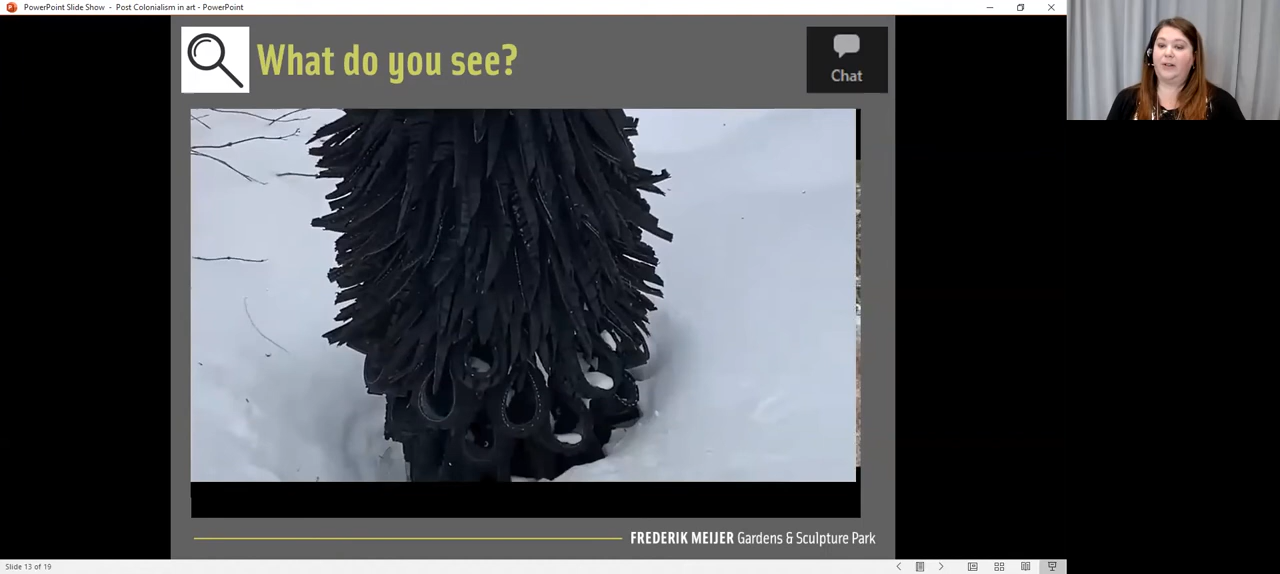 PowerPoint Slide Show - Post Colonialism in art - PowerPoint
What do you see?
Chat
FREDERIK MEIJER Gardens & Sculpture Park
Slide 13 of 19